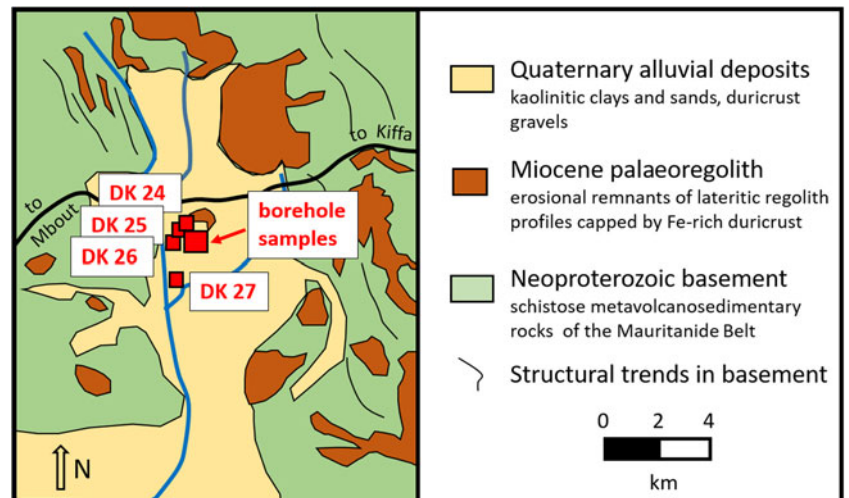 to Kiffa
to
Mbout
DK 24
DK 25
DK 26
borehole
samples
DK 27
N
Quaternary alluvial deposits
kaolinitic clays and sands, duricrust
gravels
Miocene palaeoregolith
erosional remnants of lateritic regolith
profiles capped by Fe-rich duricrust
Neoproterozoic basement
schistose metavolcanosedimentary
rocks of the Mauritanide Belt
Structural trends in basement
0 2 4
km